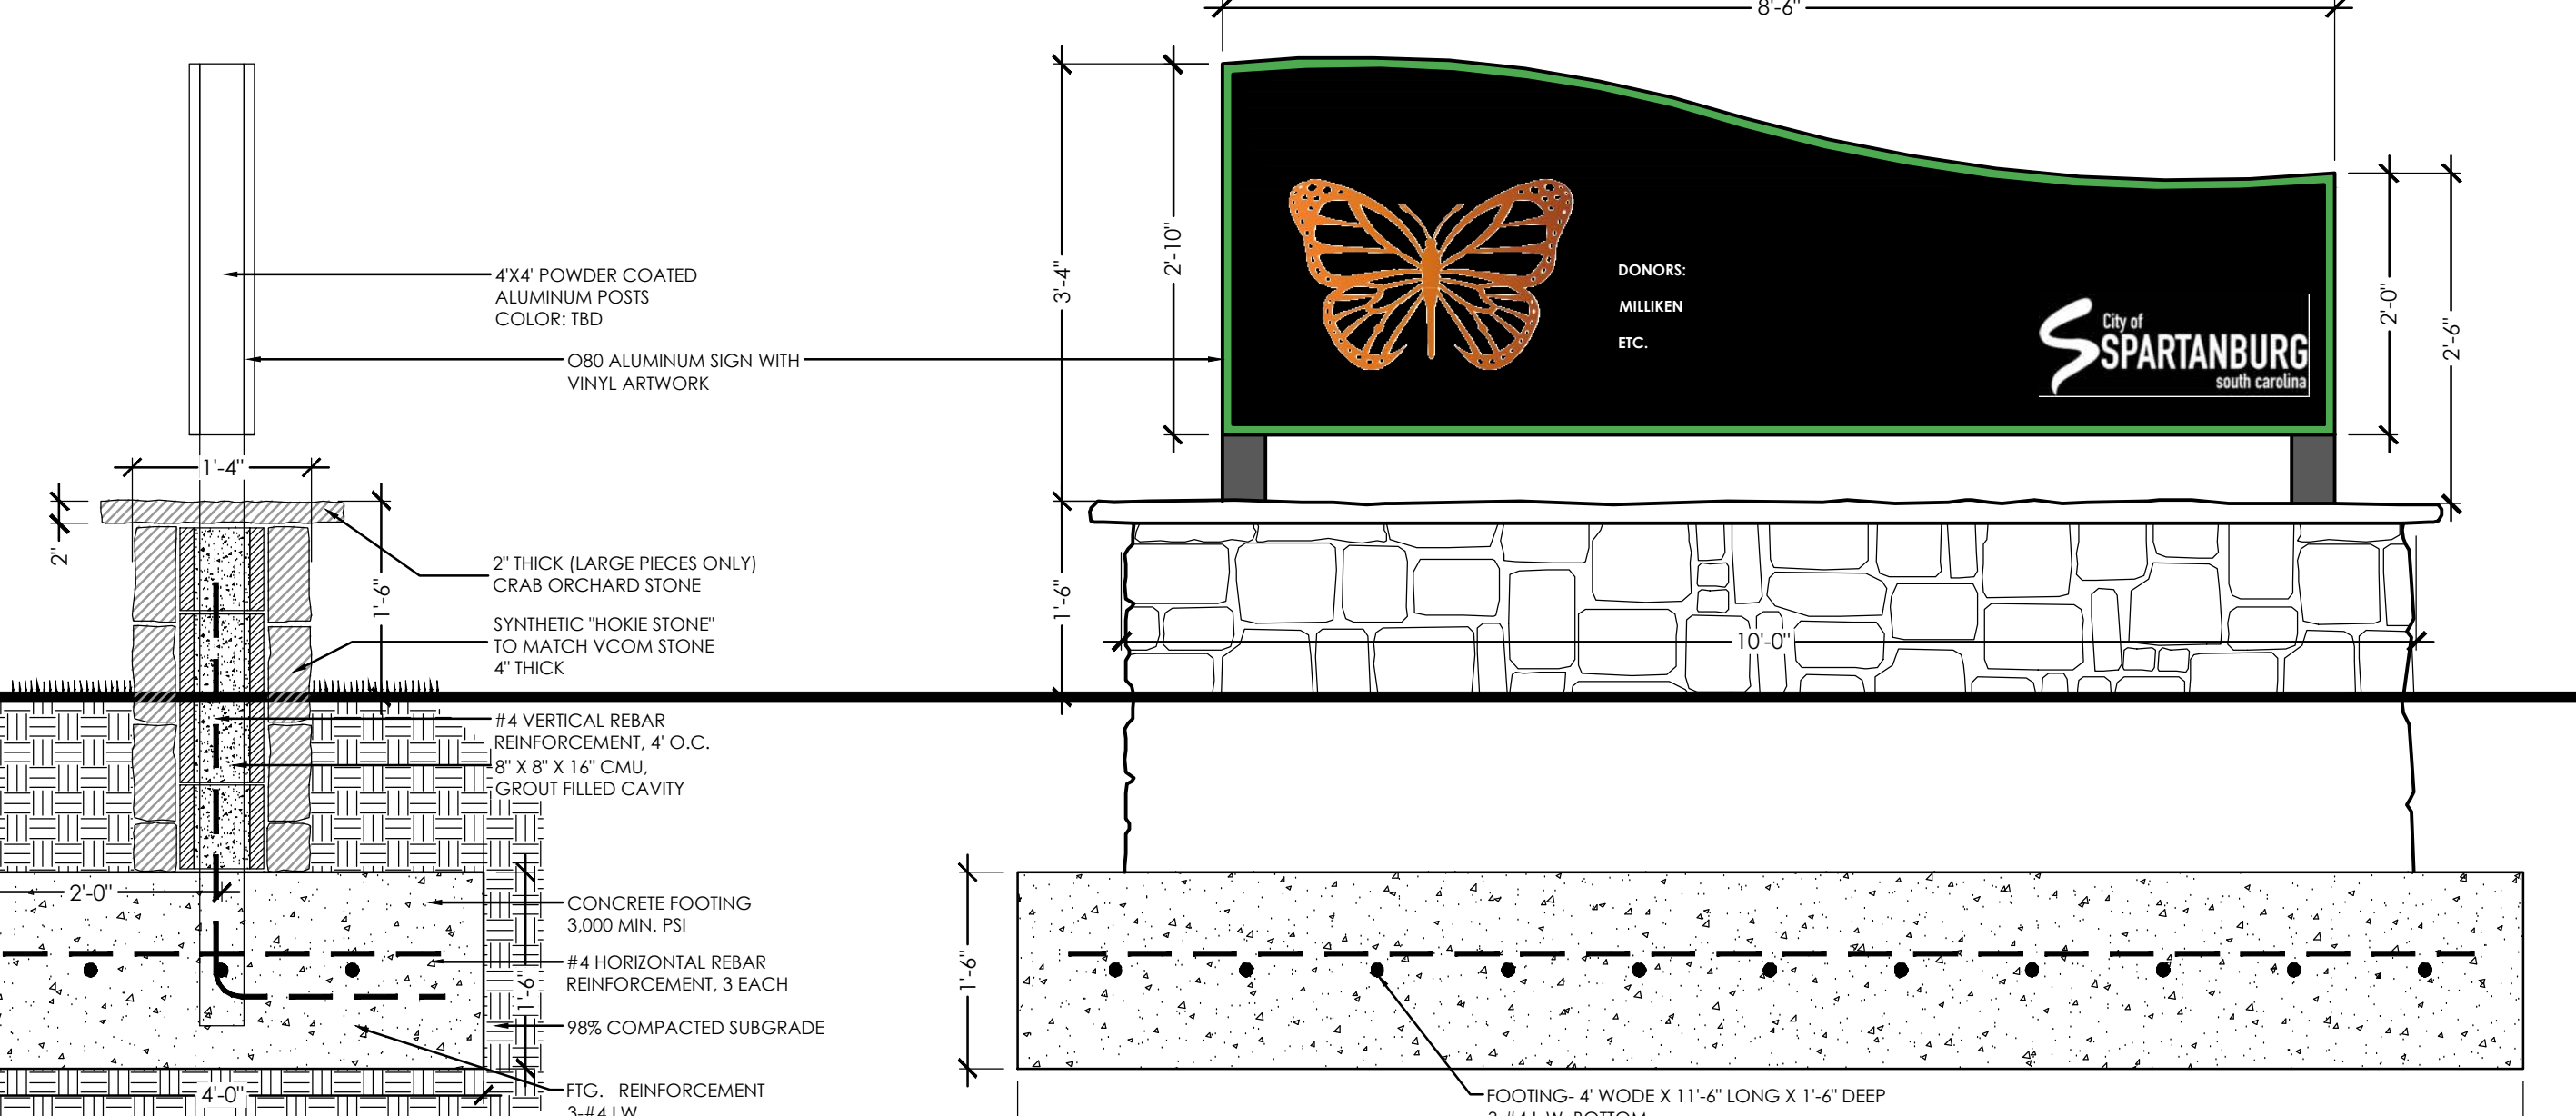 8'-6"
3'-4"
2'-10"
2'-0"
2'-6"
DONORS:
MILLIKEN
ETC.
City of
SPARTANBURG
south carolina
4'X4' POWDER COATED
ALUMINUM POSTS
COLOR: TBD
O80 ALUMINUM SIGN WITH
VINYL ARTWORK
1'-4"
2"
1'-6"
2" THICK (LARGE PIECES ONLY)
CRAB ORCHARD STONE
SYNTHETIC "HOKIE STONE"
TO MATCH VCOM STONE
4" THICK
1'-6"
10'-0"
#4 VERTICAL REBAR
REINFORCEMENT, 4' O.C.
8" X 8" X 16" CMU,
GROUT FILLED CAVITY
2'-0"
CONCRETE FOOTING
3,000 MIN. PSI
#4 HORIZONTAL REBAR
REINFORCEMENT, 3 EACH
1'-6"
98% COMPACTED SUBGRADE
1'-6"
4'-0"
FTG. REINFORCEMENT
3-#4 LW
FOOTING- 4' WODE X 11'-6" LONG X 1'-6" DEEP